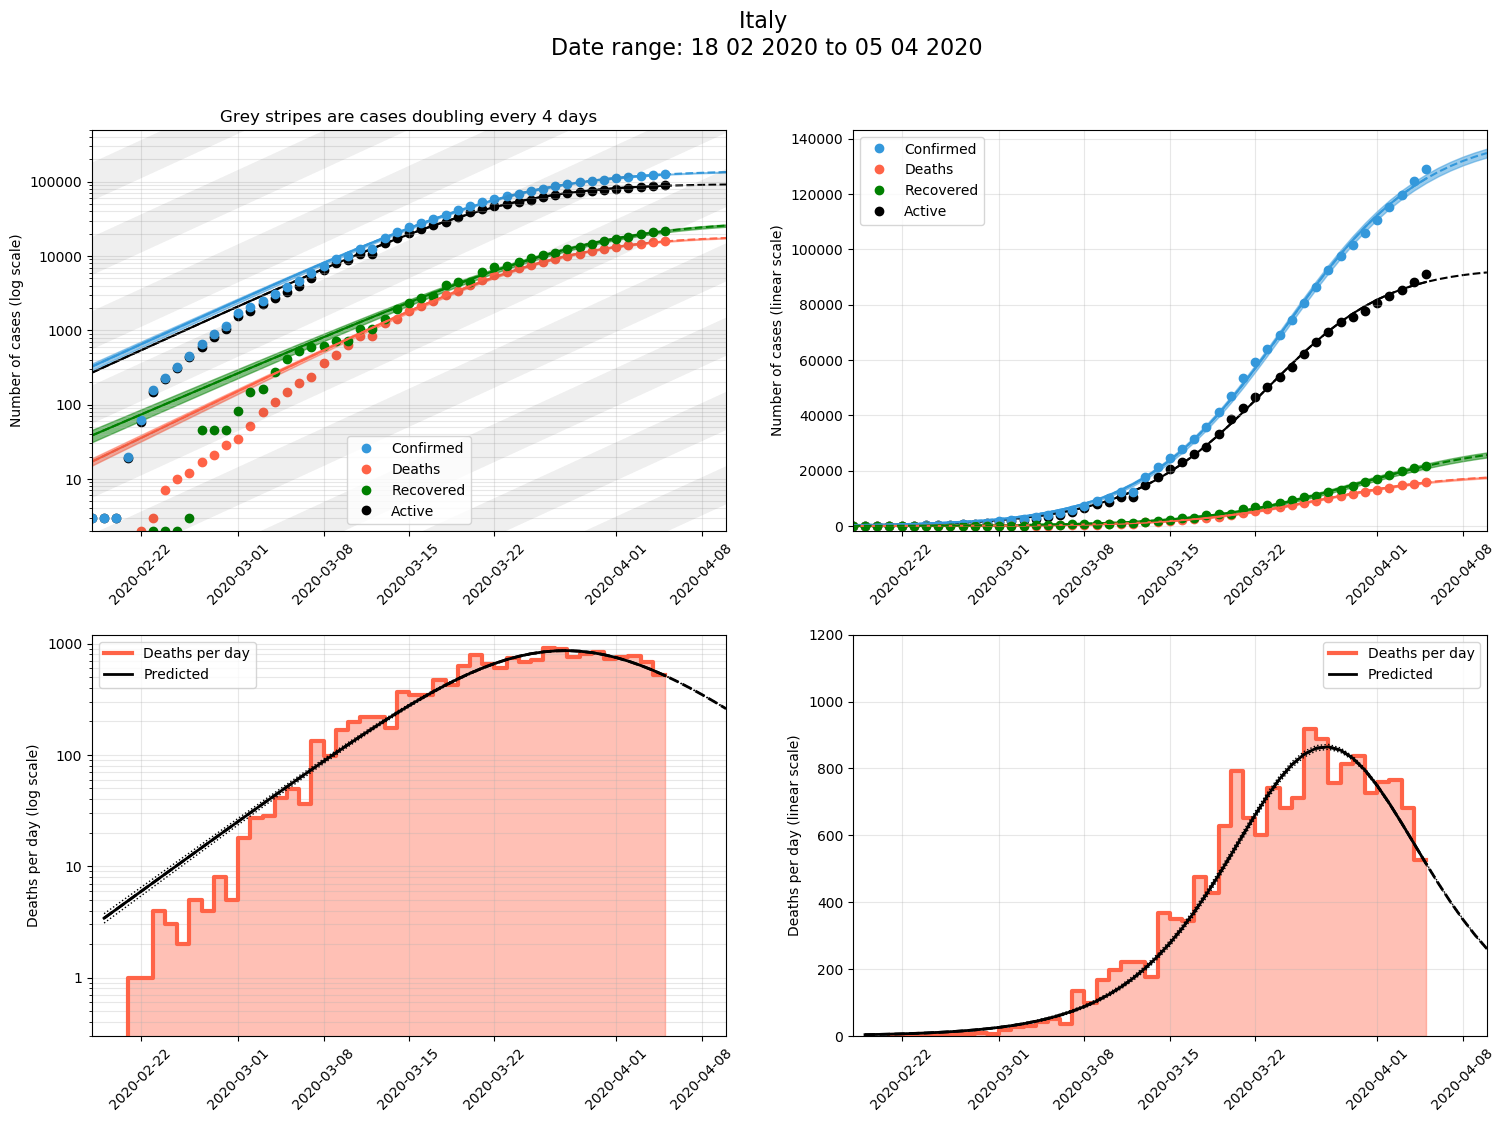 Italy
Date range: 18 02 2020 to 05 04 2020
Grey stripes are cases doubling every 4 days
Number of cases (log scale)
100000
10000
1000
100
10
Confirmed
Deaths
Recovered
Active
2020-02-22
2020-03-01
2020-03-08
2020-03-15
2020-03-22
2020-04-01
2020-04-08
Number of cases (linear scale)
140000
120000
100000
80000
60000
40000
20000
0
Confirmed
Deaths
Recovered
Active
2020-02-22
2020-03-01
2020-03-08
2020-03-15
2020-03-22
2020-04-01
2020-04-08
Deaths per day (log scale)
1000
100
10
1
Deaths per day
Predicted
2020-02-22
2020-03-01
2020-03-08
2020-03-15
2020-03-22
2020-04-01
2020-04-08
Deaths per day (linear scale)
1200
1000
800
600
400
200
0
Deaths per day
Predicted
2020-02-22
2020-03-01
2020-03-08
2020-03-15
2020-03-22
2020-04-01
2020-04-08